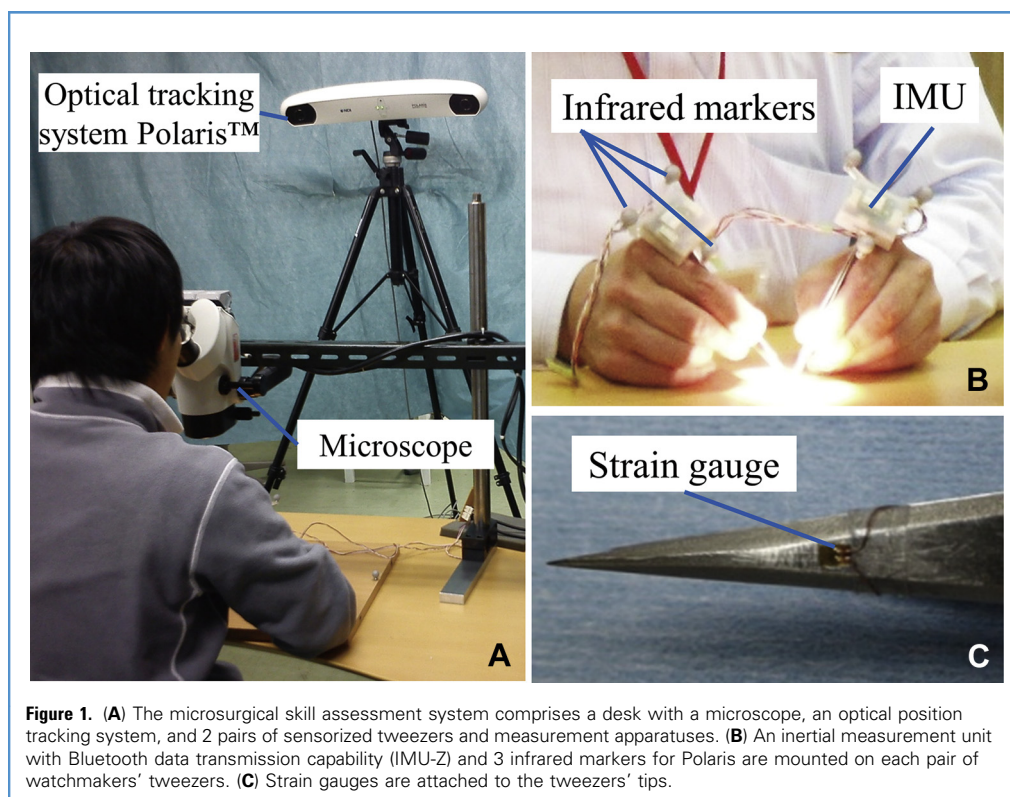 Optical tracking
system Polaris™
Microscope
A
Infrared markers
IMU
B
Strain gauge
C
Figure 1. (A) The microsurgical skill assessment system comprises a desk with a microscope, an optical position
tracking system, and 2 pairs of sensorized tweezers and measurement apparatuses. (B) An inertial measurement unit
with Bluetooth data transmission capability (IMU-Z) and 3 infrared markers for Polaris are mounted on each pair of
watchmakers’ tweezers. (C) Strain gauges are attached to the tweezers’ tips.